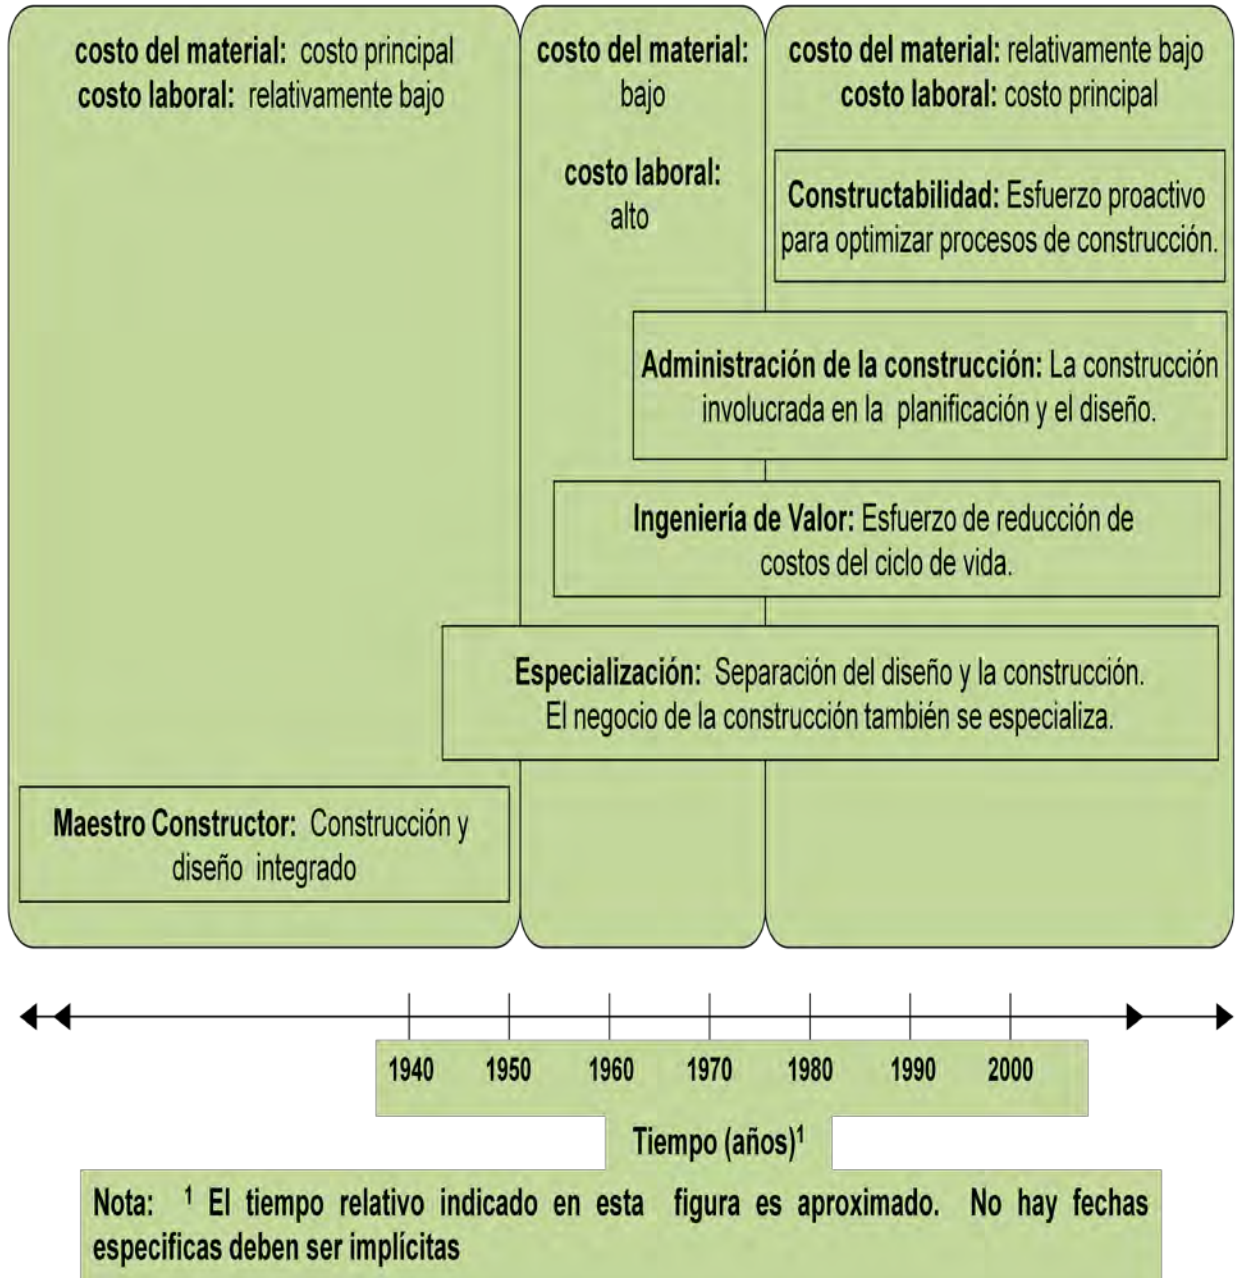 costo del material: costo principal
costo laboral: relativamente bajo
costo del material:
bajo
costo laboral:
alto
costo del material: relativamente bajo
costo laboral: costo principal
Constructabilidad: Esfuerzo proactivo
para optimizar procesos de construcción.
Administración de la construcción: La construcción
involucrada en la planificación y el diseño.
Ingeniería de Valor: Esfuerzo de reducción de
costos del ciclo de vida.
Especialización: Separación del diseño y la construcción.
El negocio de la construcción también se especializa.
Maestro Constructor: Construcción y
diseño integrado
1940 1950 1960 1970 1980 1990 2000
Tiempo (años)¹
Nota: ¹ El tiempo relativo indicado en esta figura es aproximado. No hay fechas
especificas deben ser implícitas